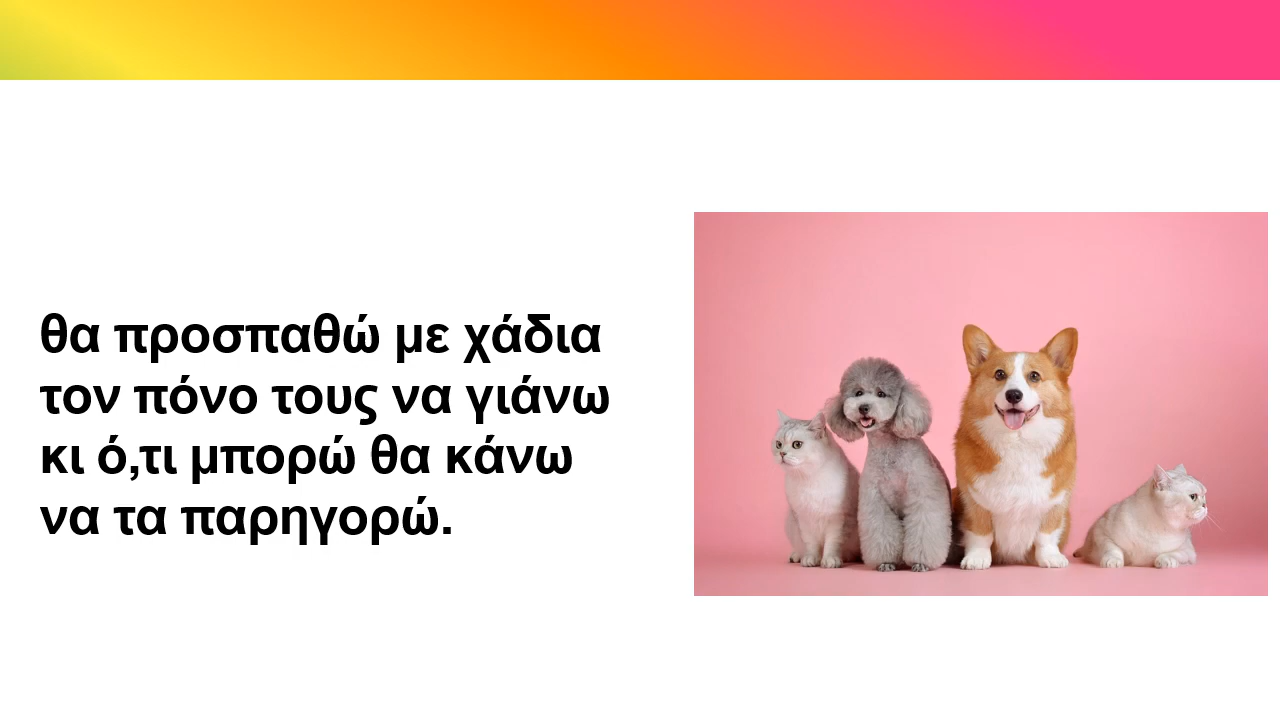 θα προσπαθώ με χάδια
τον πόνο τους να γιάνω
κι ό,τι μπορώ θα κάνω
να τα παρηγορώ.